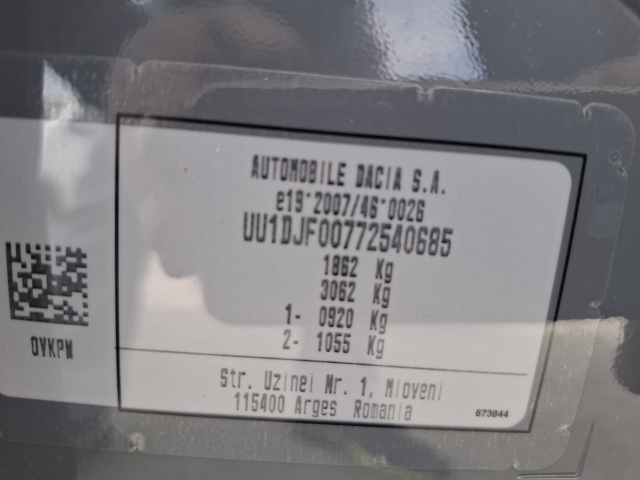 AUTOMOBILE DACIA S.A.
e19*2007/46*0026
UU1DJF00772540685
1862 Kg
3062 Kg
1- 0920 Kg
2- 1055 Kg
OVKPW
Str. Uzinei Nr. 1, Mioveni
115400 Arges Romania
673844